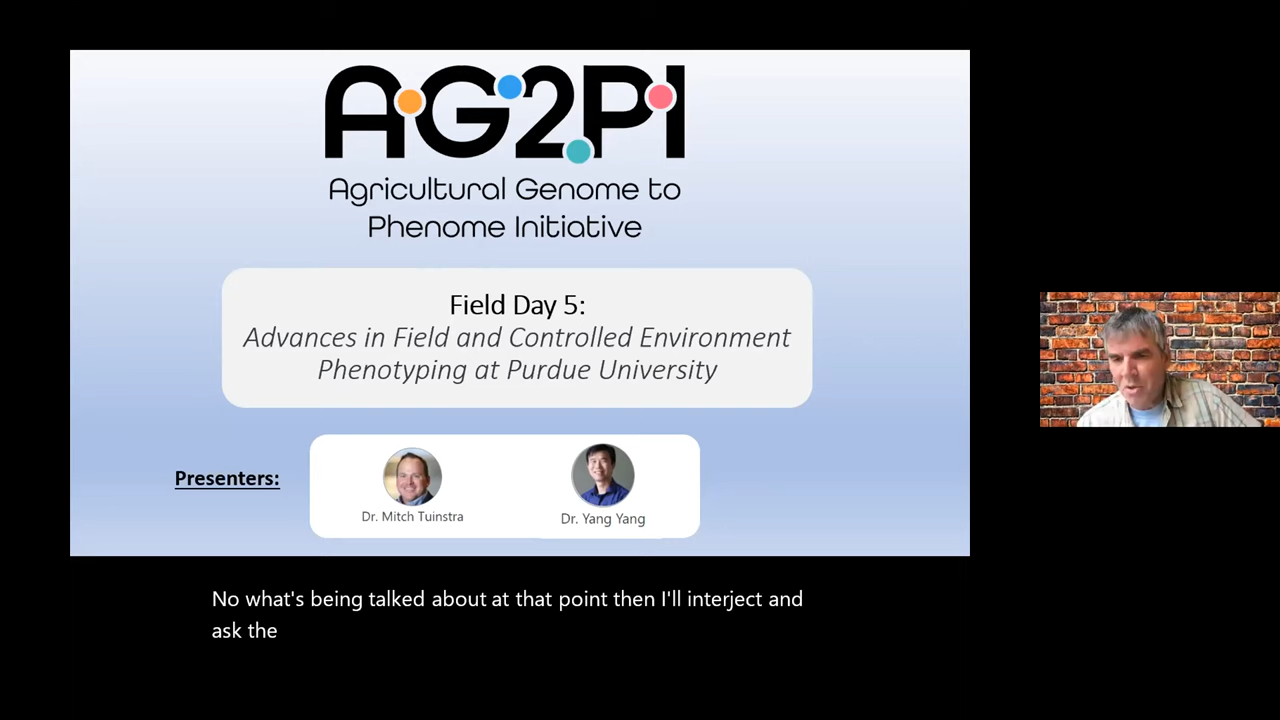 AG2PI
Agricultural Genome to
Phenome Initiative
Field Day 5:
Advances in Field and Controlled Environment
Phenotyping at Purdue University
Presenters:
Dr. Mitch Tuinstra
Dr. Yang Yang
No what's being talked about at that point then I'll interject and
ask the